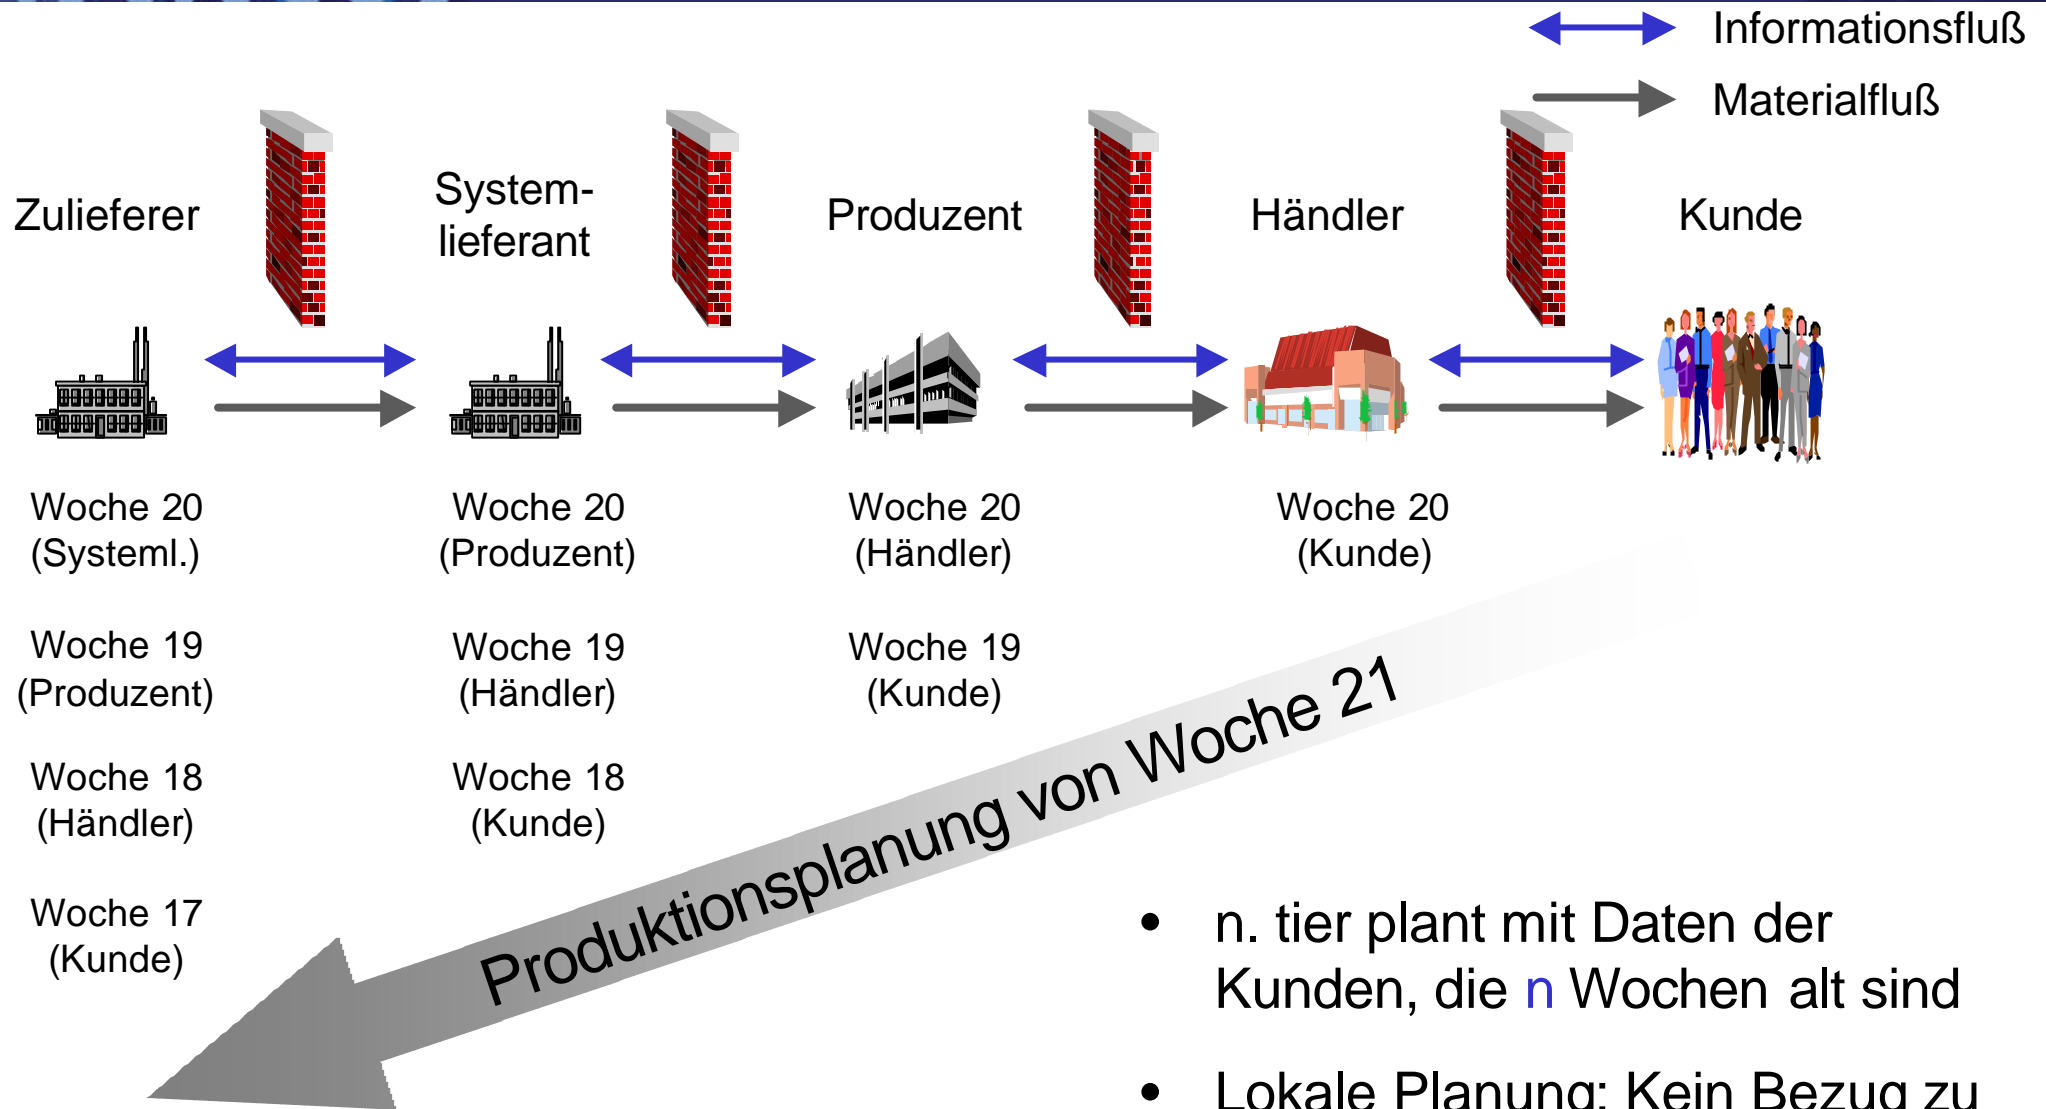 Informationsfluß
Materialfluß
Zulieferer
System-
lieferant
Produzent
Händler
Kunde
Woche 20
(Systeml.)
Woche 20
(Produzent)
Woche 20
(Händler)
Woche 20
(Kunde)
Woche 19
(Produzent)
Woche 19
(Händler)
Woche 19
(Kunde)
Woche 18
(Händler)
Woche 18
(Kunde)
Woche 17
(Kunde)
Produktionsplanung von Woche 21
• n. tier plant mit Daten der
Kunden, die n Wochen alt sind
• Lokale Planung: Kein Bezug zu